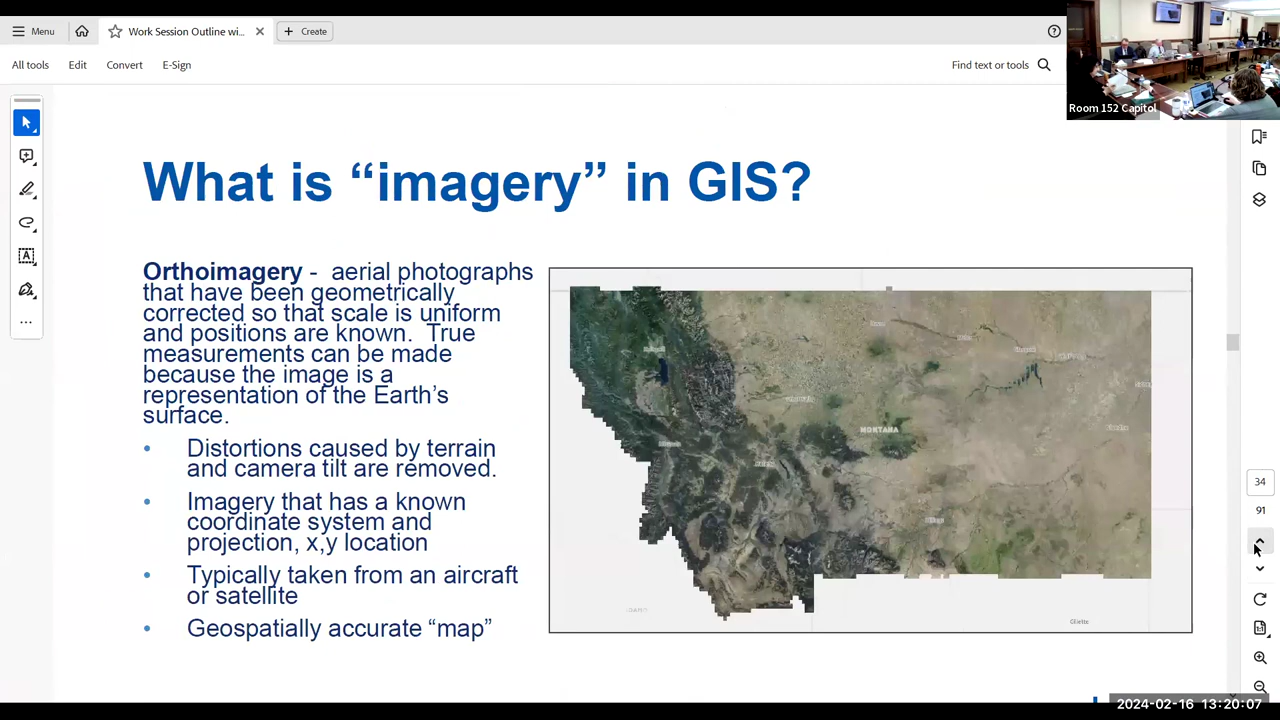 Menu
Work Session Outline wi...
Create
All tools
Edit
Convert
E-Sign
Find text or tools
Room 152 Capitol
What is “imagery” in GIS?
Orthoimagery - aerial photographs
that have been geometrically
corrected so that scale is uniform
and positions are known. True
measurements can be made
because the image is a
representation of the Earth’s
surface.
• Distortions caused by terrain
and camera tilt are removed.
• Imagery that has a known
coordinate system and
projection, x,y location
• Typically taken from an aircraft
or satellite
• Geospatially accurate “map”
MONTANA
Gillette
34
91
2024-02-16 13:20:07